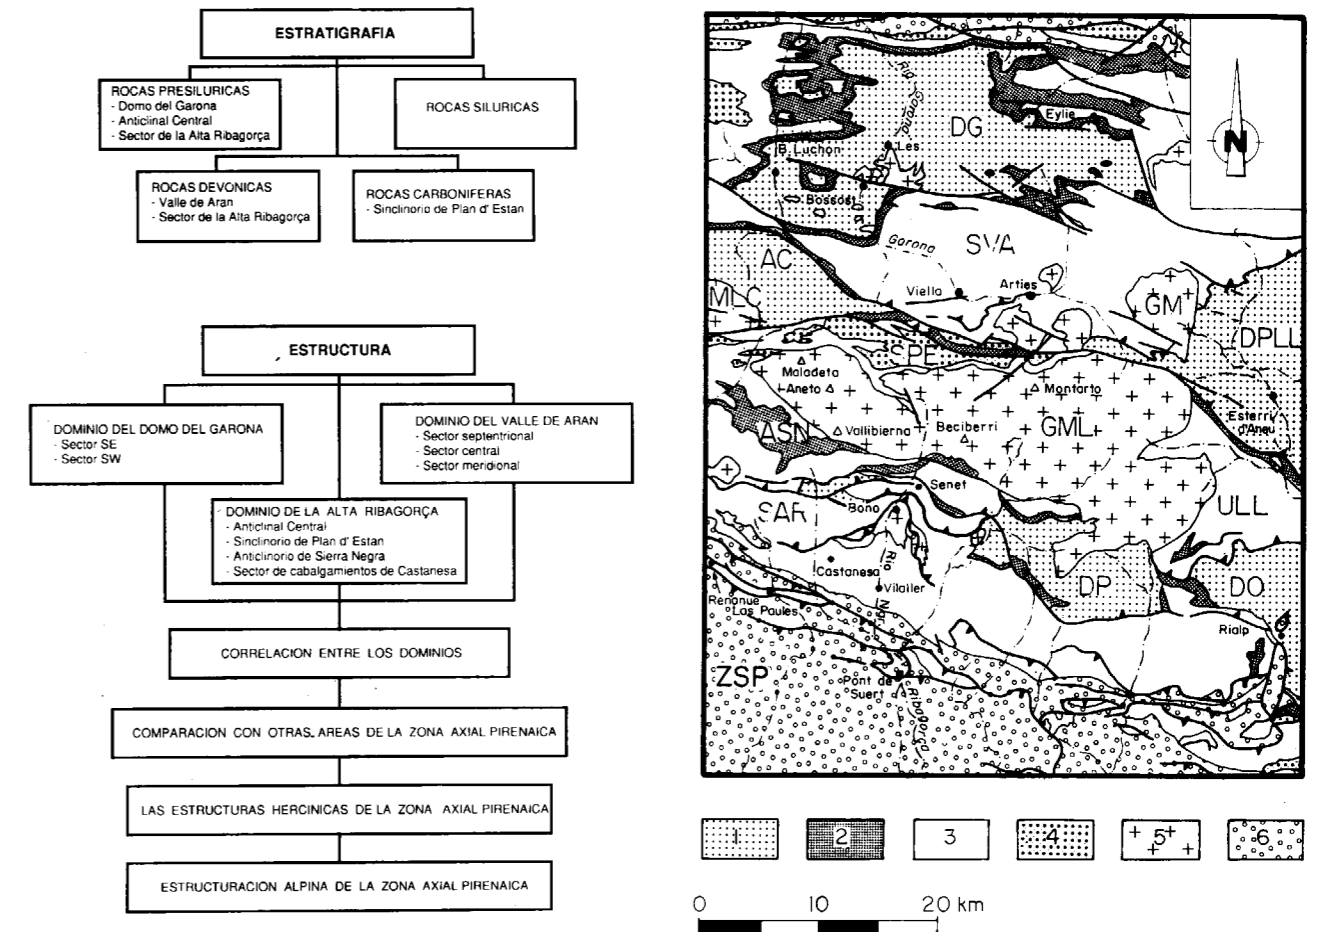 ESTRATIGRAFIA
ROCAS PRESILURICAS
- Domo del Garona
- Anticlinal Central
- Sector de la Alta Ribagorça
ROCAS SILURICAS
ROCAS DEVONICAS
- Valle de Aran
- Sector de la Alta Ribagorça
ROCAS CARBONIFERAS
- Sinclinorio de Plan d' Estan
ESTRUCTURA
DOMINIO DEL DOMO DEL GARONA
- Sector SE
- Sector SW
DOMINIO DEL VALLE DE ARAN
- Sector septentrional
- Sector central
- Sector meridional
DOMINIO DE LA ALTA RIBAGORÇA
- Anticlinal Central
- Sinclinorio de Plan d' Estan
- Anticlinorio de Sierra Negra
- Sector de cabalgamientos de Castanesa
CORRELACION ENTRE LOS DOMINIOS
COMPARACION CON OTRAS AREAS DE LA ZONA AXIAL PIRENAICA
LAS ESTRUCTURAS HERCINICAS DE LA ZONA AXIAL PIRENAICA
ESTRUCTURACION ALPINA DE LA ZONA AXIAL PIRENAICA
Rio
Garona
DG
Eylie
N
B. Luchon
Les
Bossost
Garona
SVA
AC
Viella
Arties
MLC
GM
DPLL
SPE
Maladeta
Aneto
Montarto
ASN
Vallibierna
Beciberri
GML
Esterri
d'Aneu
Senet
SAR
Bono
ULL
Castanesa
Rio
Vilaller
DP
DO
Renanue
Las Paules
Rialp
ZSP
Pont de
Suert
Ribagorça
1
2
3
4
5
6
0
10
20 km